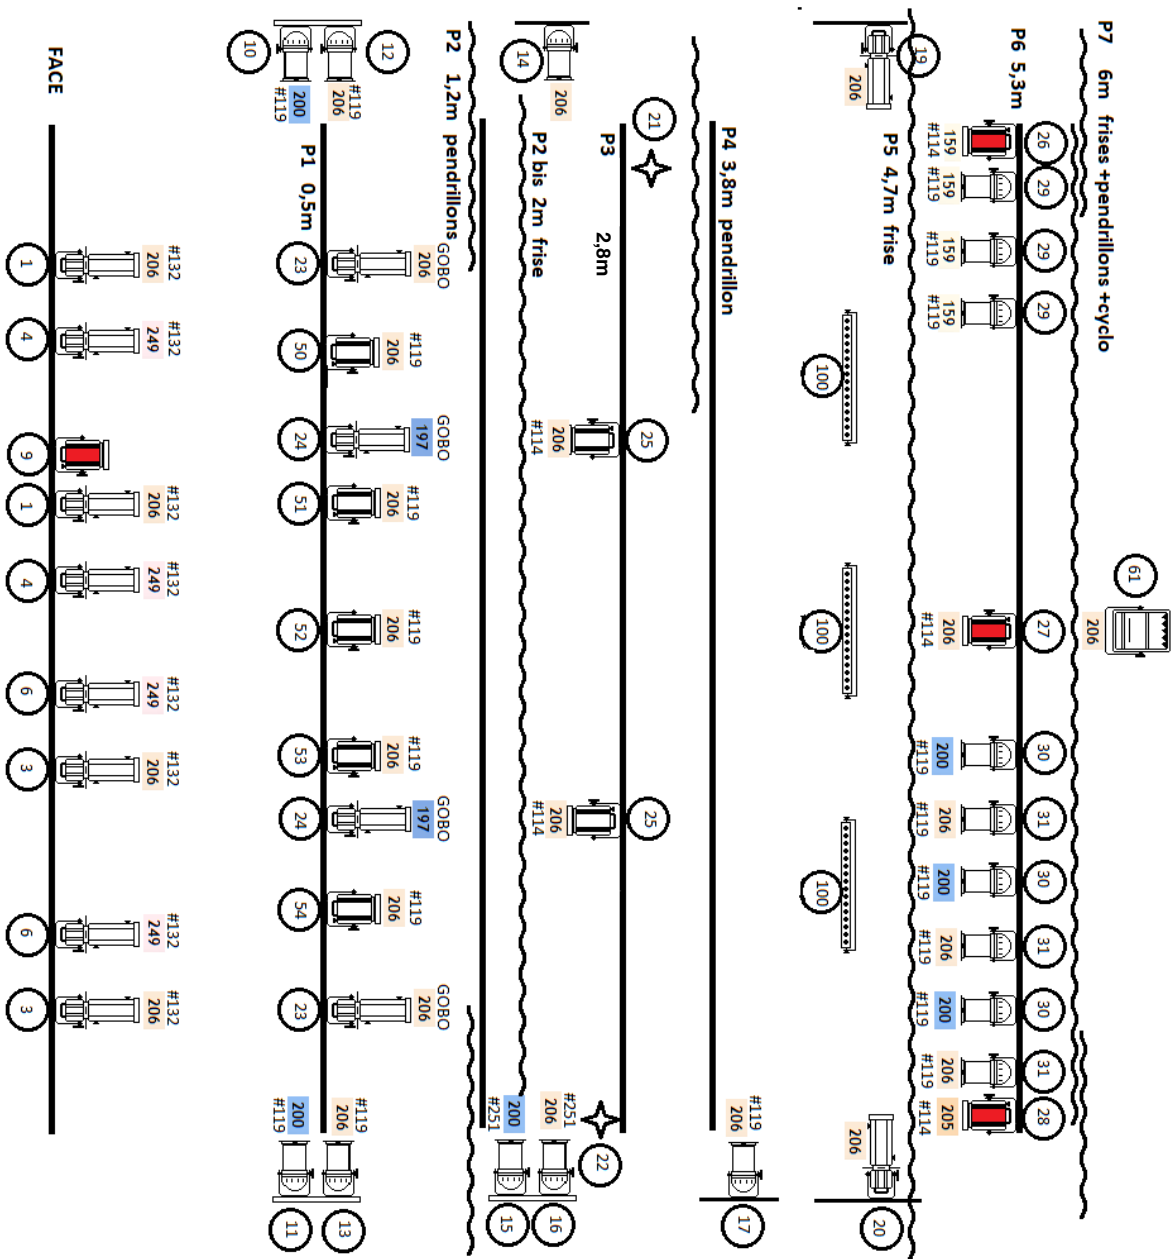 61
P7 6m frises +pendrillons +cyclo
206
26 29 29 29 27 30 31 30 31 30 31 28
P6 5,3m
159 159 159 159 206 200 206 200 206 200 206 205
#114 #119 #119 #119 #114 #119 #119 #119 #119 #119 #119 #114
19
P5 4,7m frise
20
206 206
100 100 100
#119
206
17
P4 3,8m pendrillon
21 25 25
P3 2,8m
22
206 206 206
#114 #114
#251
206
16
P2 bis 2m frise
14
200
#251
15
P2 1,2m pendrillons
GOBO GOBO GOBO GOBO
206 197 197 206
#119 #119 #119 #119 #119
206 206 206 206 206
12
#119 #119
206 206
13
P1 0,5m
23 50 24 51 52 53 24 54 23
200 200
#119 #119
10 11
#132 #132 #132 #132 #132 #132 #132 #132
206 249 206 249 249 206 249 206
FACE
1 4 9 1 4 6 3 6 3